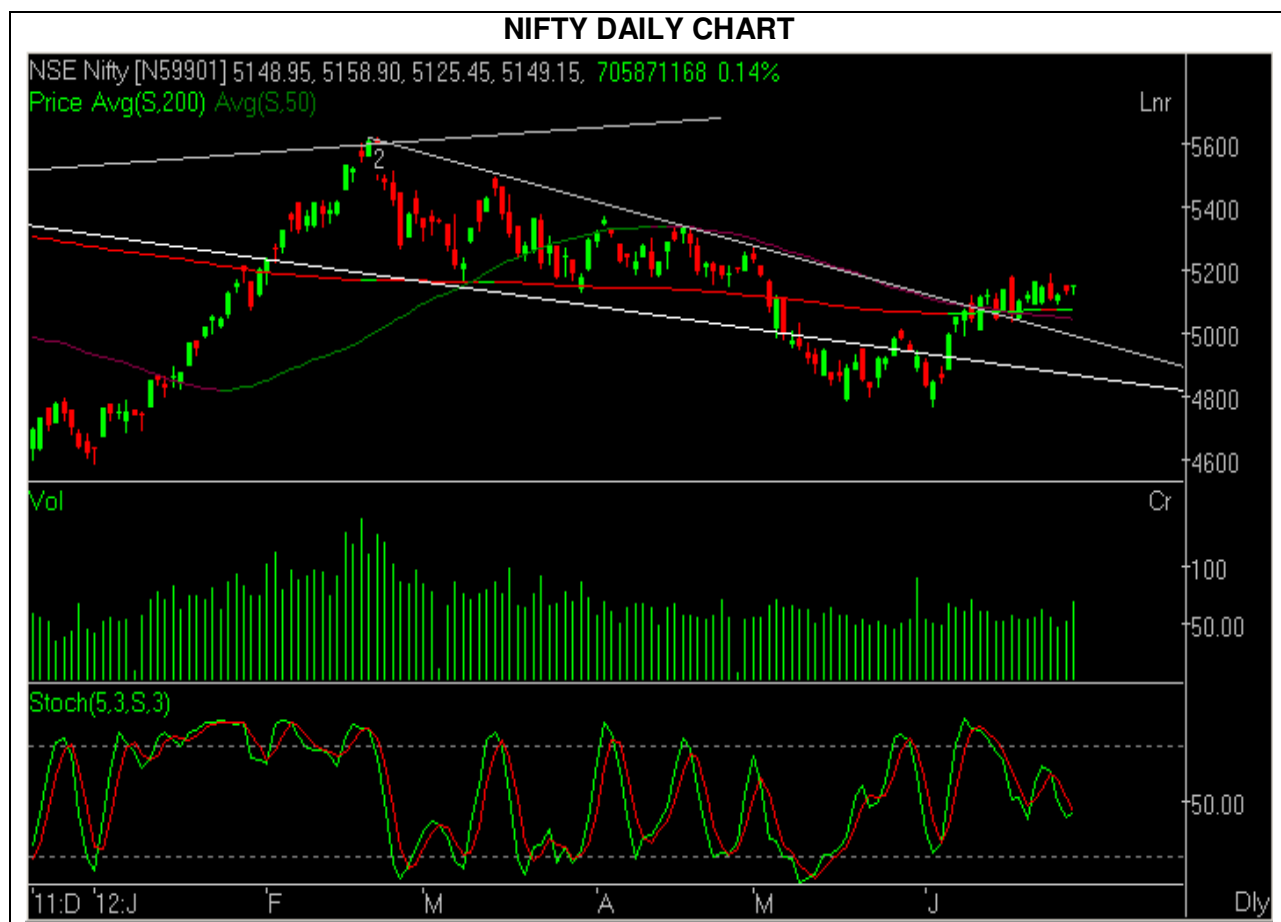 NIFTY DAILY CHART
NSE Nifty [N59901] 5148.95, 5158.90, 5125.45, 5149.15, 705871168 0.14%
Price Avg(S,200) Avg(S,50)
Lnr
2
5600
5400
5200
5000
4800
4600
Vol
Cr
100
50.00
Stoch(5,3,S,3)
50.00
'11:D '12:J 'F 'M 'A 'M 'J Dly